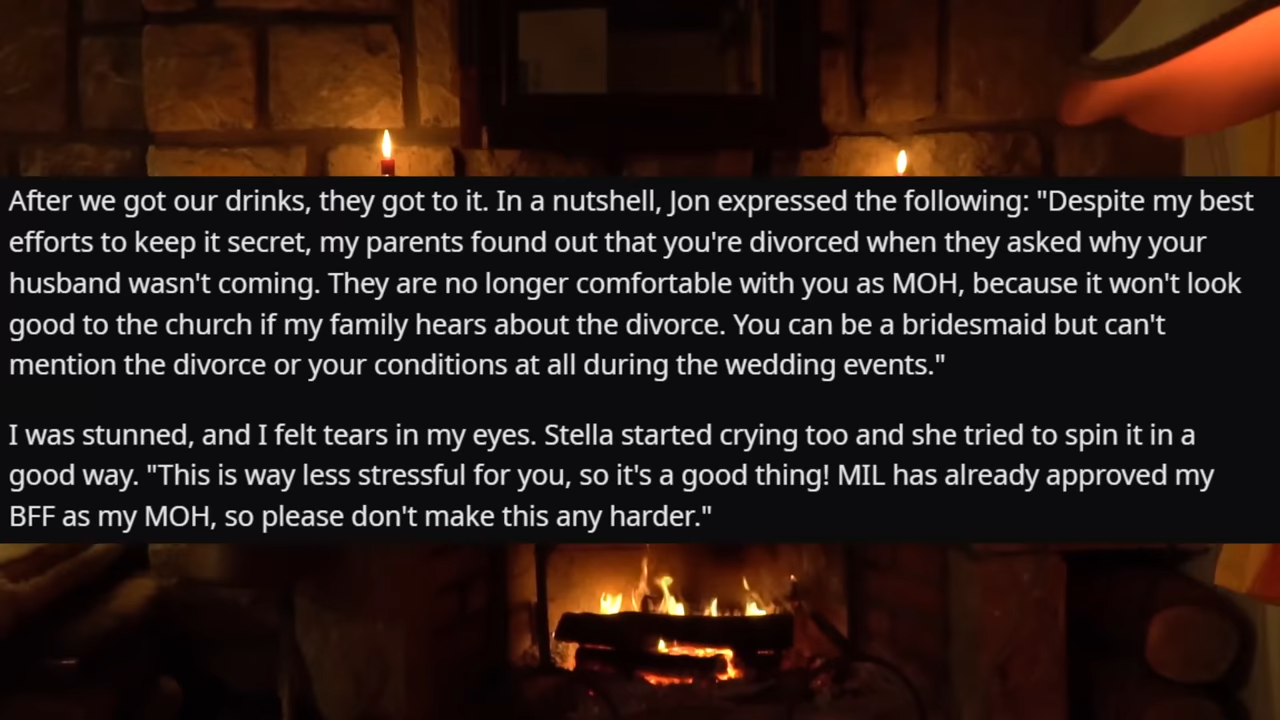 After we got our drinks, they got to it. In a nutshell, Jon expressed the following: "Despite my best
efforts to keep it secret, my parents found out that you're divorced when they asked why your
husband wasn't coming. They are no longer comfortable with you as MOH, because it won't look
good to the church if my family hears about the divorce. You can be a bridesmaid but can't
mention the divorce or your conditions at all during the wedding events."
I was stunned, and I felt tears in my eyes. Stella started crying too and she tried to spin it in a
good way. "This is way less stressful for you, so it's a good thing! MIL has already approved my
BFF as my MOH, so please don't make this any harder."